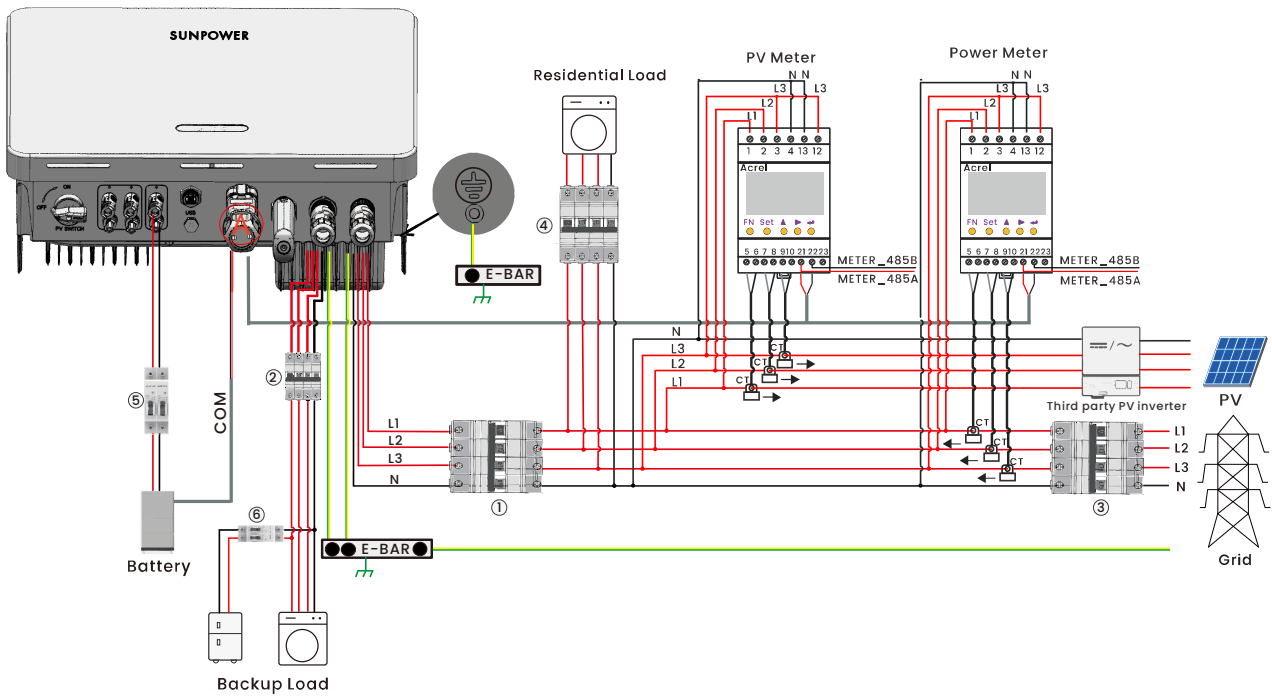 SUNPOWER
ON
OFF
PV SWITCH
USB
A
E-BAR
Residential Load
④
PV Meter
N N
L3
L3
L2
L1
1 2 3 4 13 12
Acrel
FN Set
5 6 7 8 9 10 21 22 23
METER_485B
METER_485A
Power Meter
N N
L3
L3
L2
L1
1 2 3 4 13 12
Acrel
FN Set
5 6 7 8 9 10 21 22 23
METER_485B
METER_485A
N
L3
L2
L1
CT
CT
CT
Third party PV inverter
PV
②
⑤
COM
L1
L2
L3
N
①
CT
CT
CT
③
L1
L2
L3
N
Grid
⑥
E-BAR
Battery
Backup Load